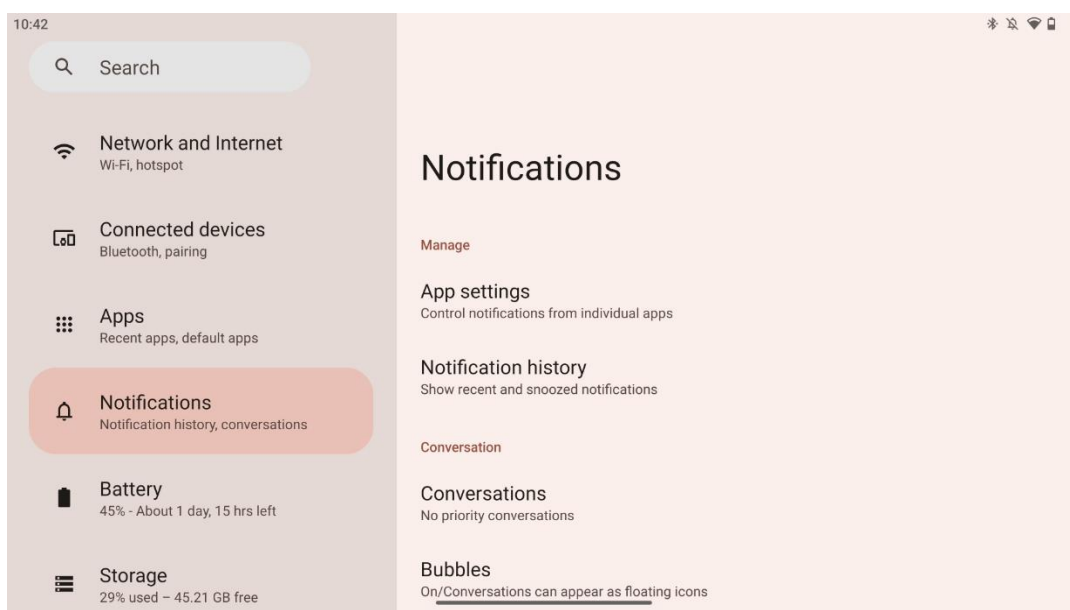 10:42
Search
Network and Internet
Wi-Fi, hotspot
Connected devices
Bluetooth, pairing
Apps
Recent apps, default apps
Notifications
Notification history, conversations
Battery
45% - About 1 day, 15 hrs left
Storage
29% used – 45.21 GB free
Notifications
Manage
App settings
Control notifications from individual apps
Notification history
Show recent and snoozed notifications
Conversation
Conversations
No priority conversations
Bubbles
On/Conversations can appear as floating icons